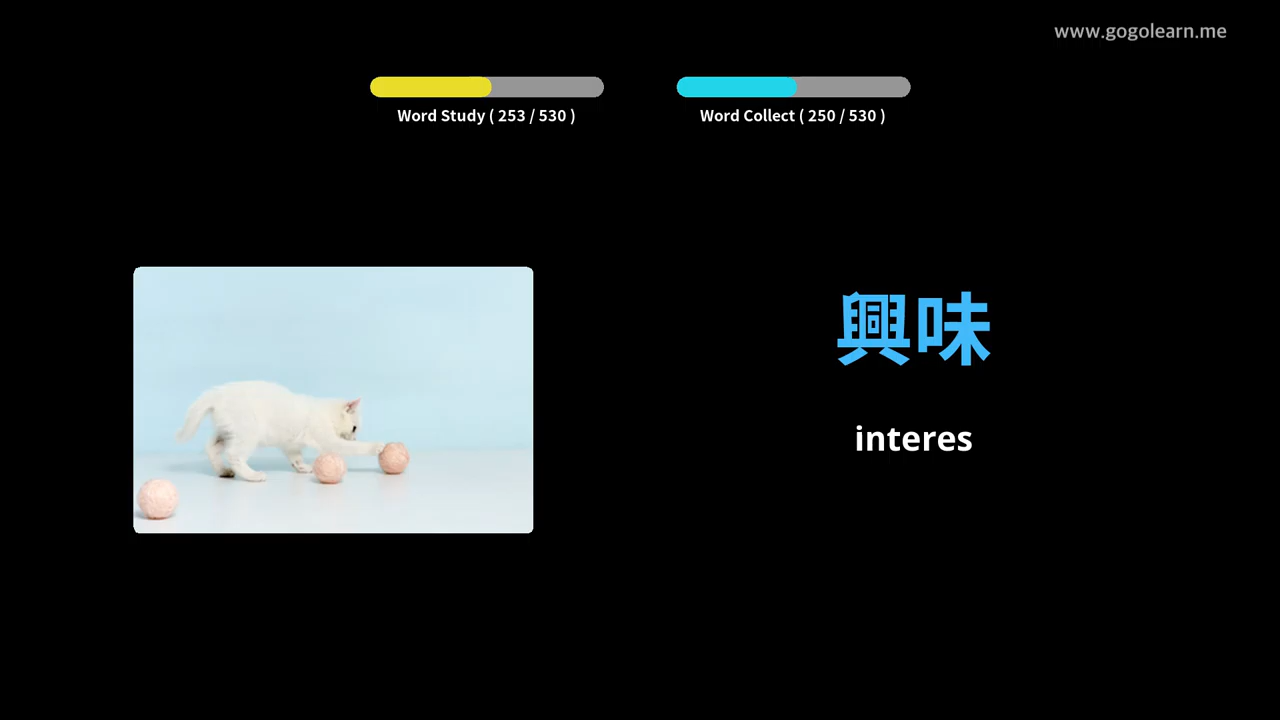 www.gogolearn.me
Word Study ( 253 / 530 )
Word Collect ( 250 / 530 )
興味
interes